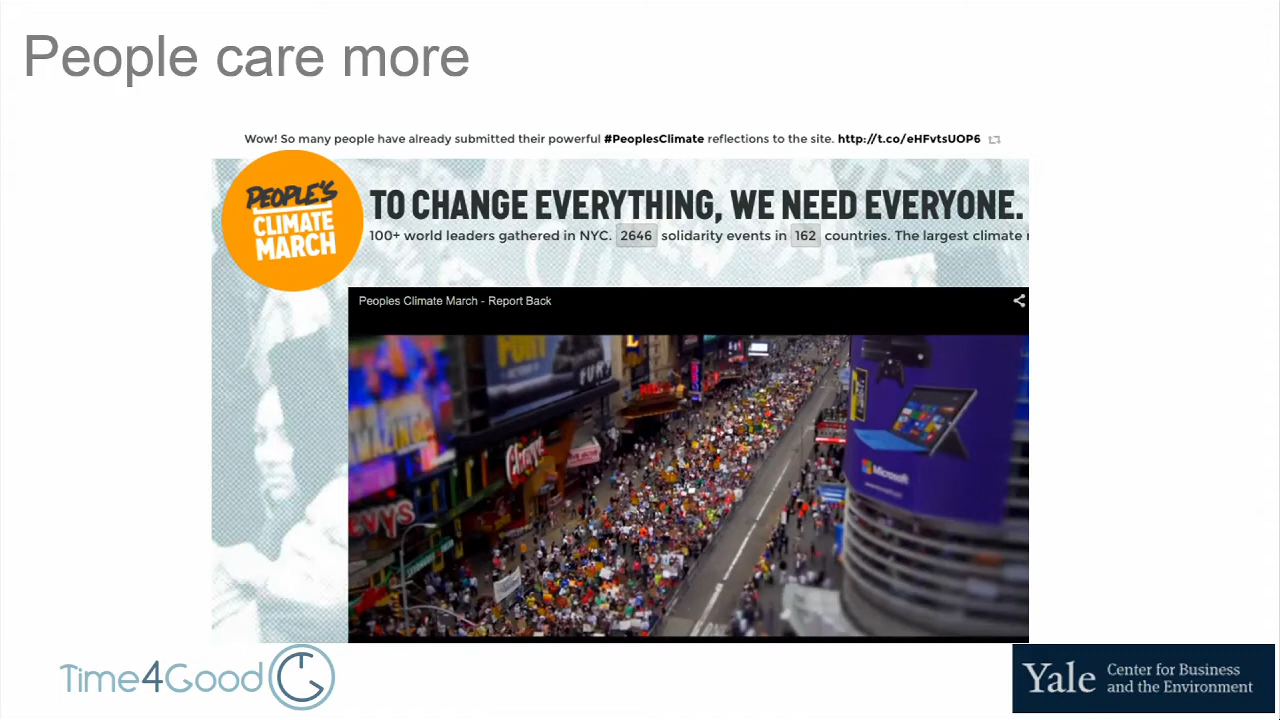 People care more
Wow! So many people have already submitted their powerful #PeoplesClimate reflections to the site. http://t.co/eHFvtsUOP6
PEOPLE'S
CLIMATE
MARCH
TO CHANGE EVERYTHING, WE NEED EVERYONE.
100+ world leaders gathered in NYC. 2646 solidarity events in 162 countries. The largest climate
Peoples Climate March - Report Back
FURY
Chevys
Microsoft
Time4Good
Yale
Center for Business
and the Environment